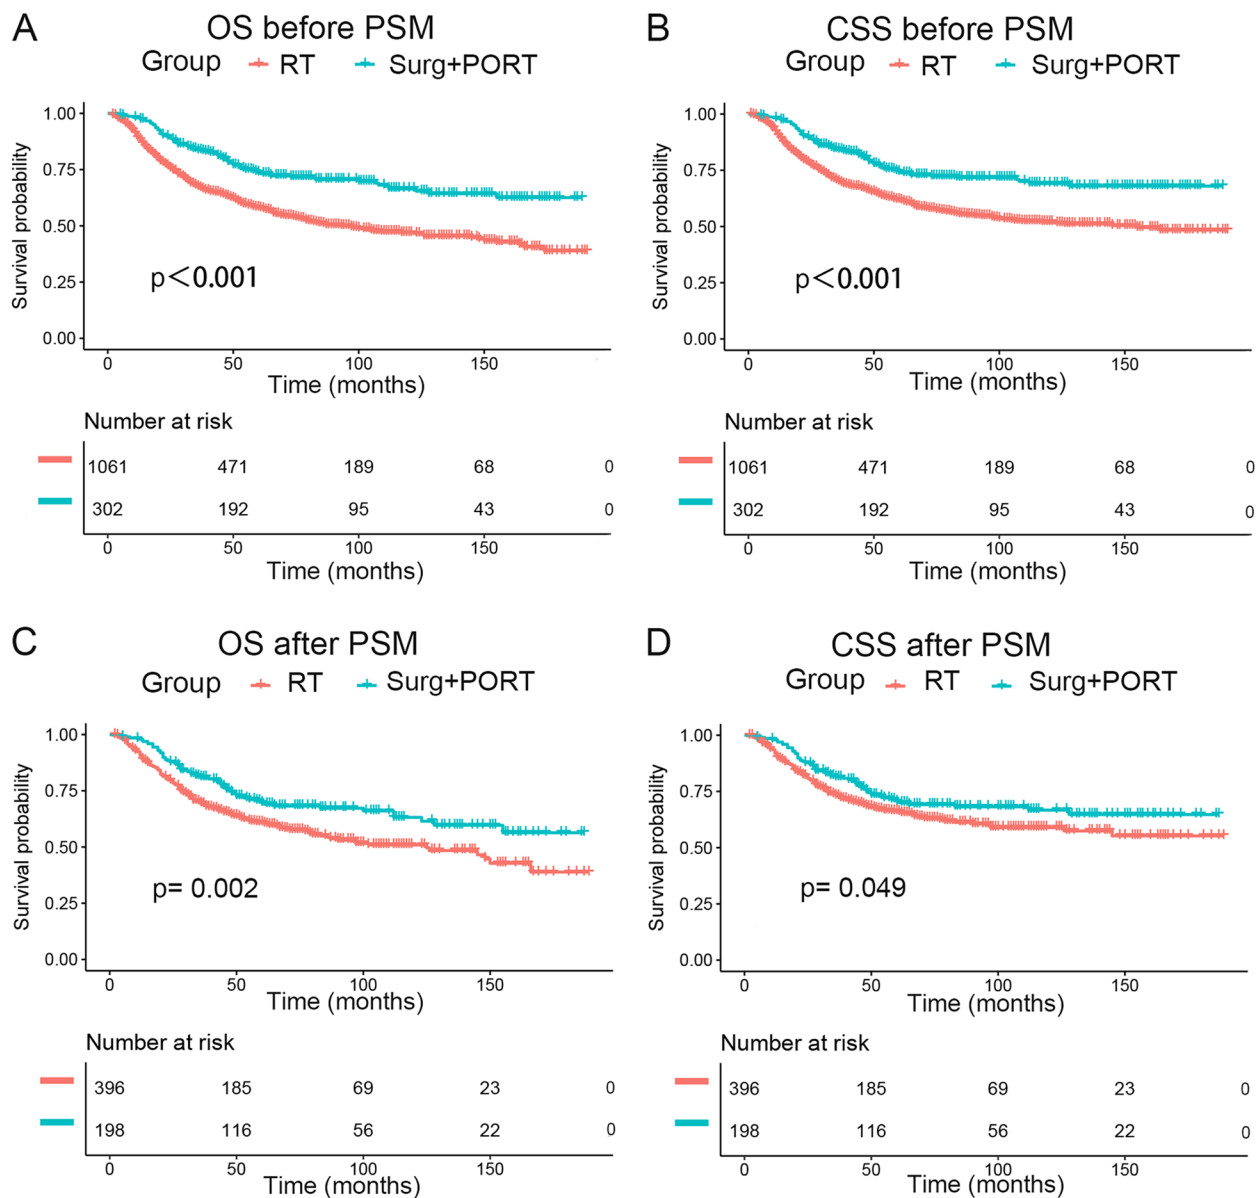 A
OS before PSM
Group RT Surg+PORT
Survival probability
1.00
0.75
0.50
0.25
0.00
p<0.001
0 50 100 150
Time (months)
Number at risk
1061 471 189 68 0
302 192 95 43 0
0 50 100 150
Time (months)
B
CSS before PSM
Group RT Surg+PORT
Survival probability
1.00
0.75
0.50
0.25
0.00
p<0.001
0 50 100 150
Time (months)
Number at risk
1061 471 189 68 0
302 192 95 43 0
0 50 100 150
Time (months)
C
OS after PSM
Group RT Surg+PORT
Survival probability
1.00
0.75
0.50
0.25
0.00
p= 0.002
0 50 100 150
Time (months)
Number at risk
396 185 69 23 0
198 116 56 22 0
0 50 100 150
Time (months)
D
CSS after PSM
Group RT Surg+PORT
Survival probability
1.00
0.75
0.50
0.25
0.00
p= 0.049
0 50 100 150
Time (months)
Number at risk
396 185 69 23 0
198 116 56 22 0
0 50 100 150
Time (months)